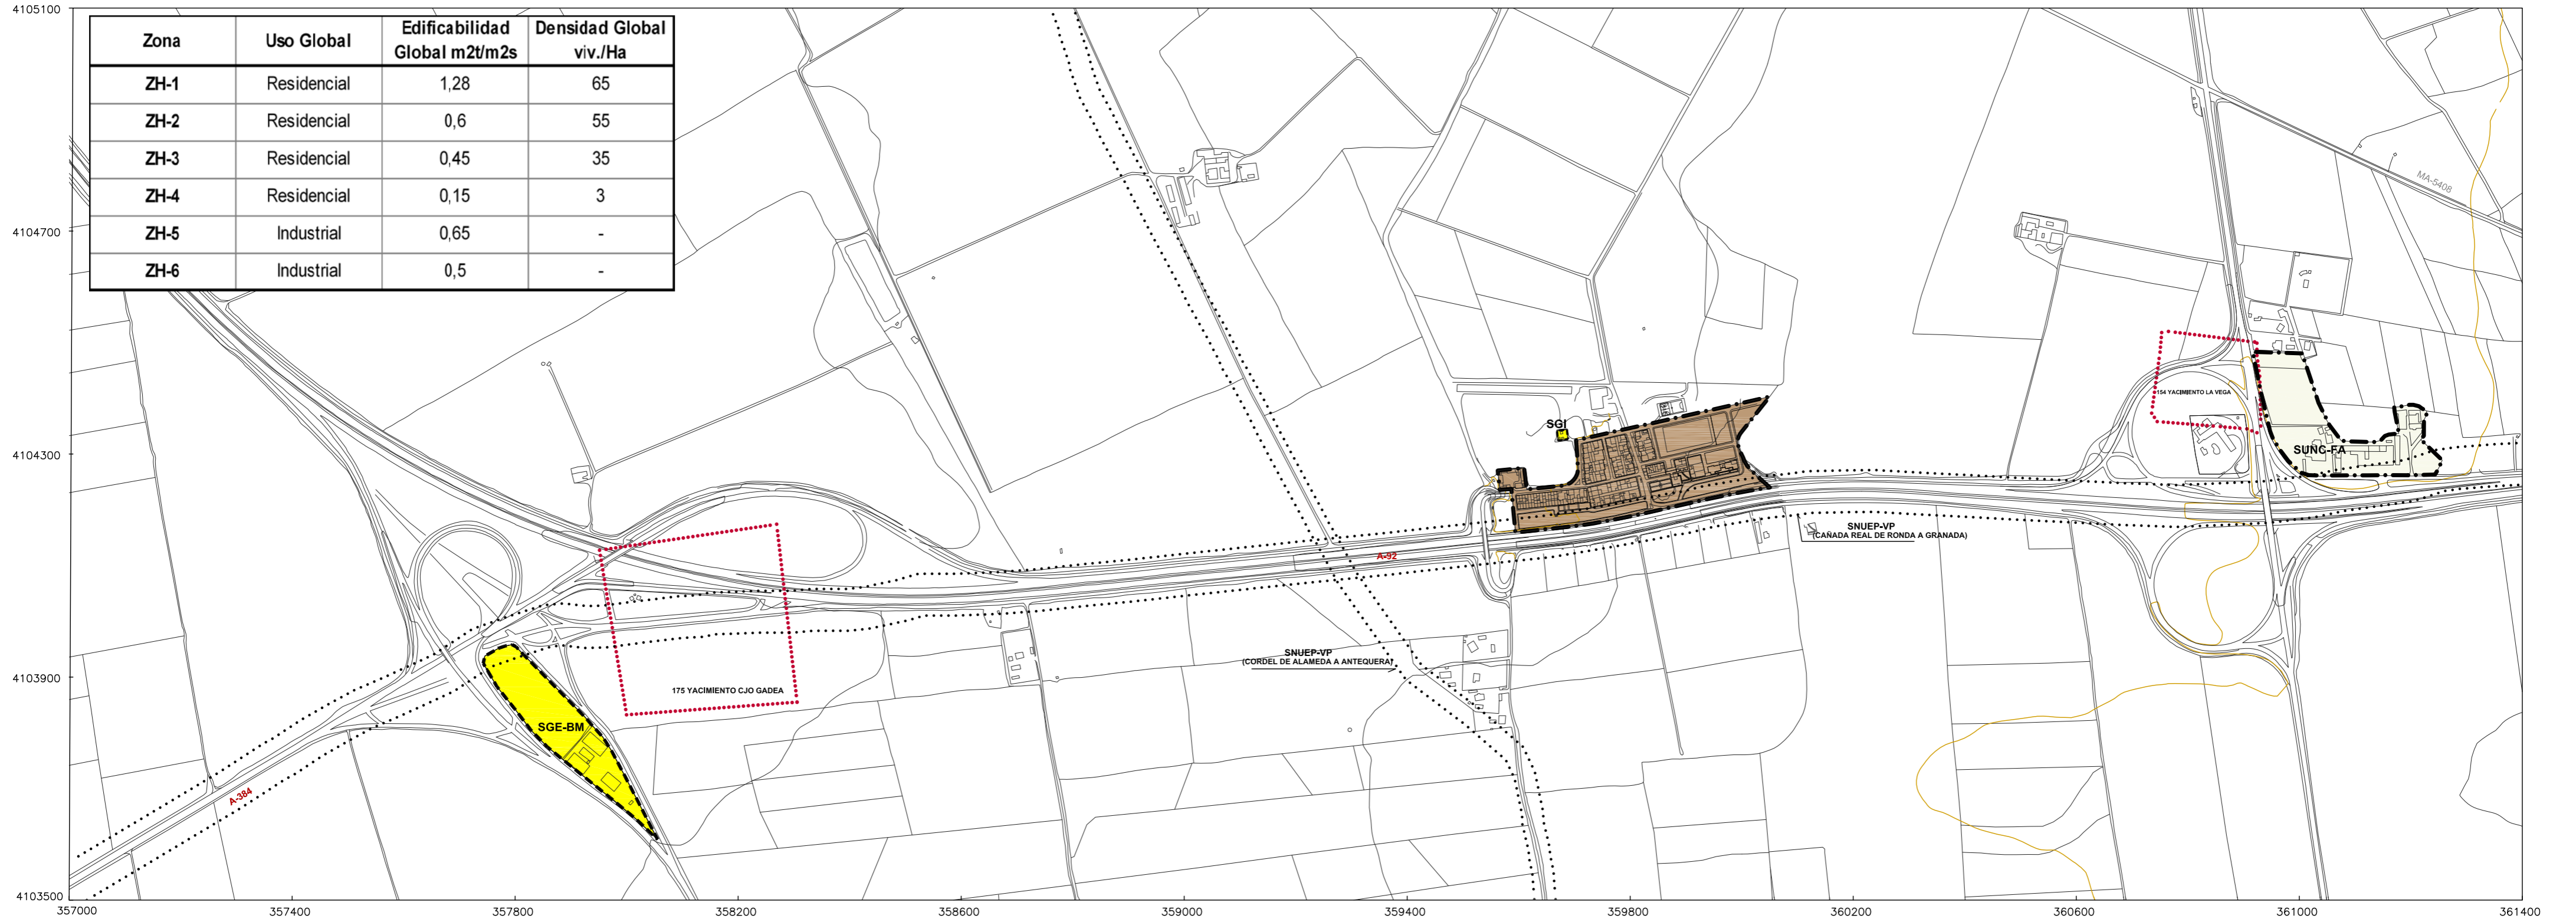 4105100
Zona Uso Global Edificabilidad Global m2t/m2s Densidad Global viv./Ha
ZH-1 Residencial 1,28 65
ZH-2 Residencial 0,6 55
ZH-3 Residencial 0,45 35
ZH-4 Residencial 0,15 3
ZH-5 Industrial 0,65 -
ZH-6 Industrial 0,5 -
MA-5408
4104700
154 YACIMIENTO LA VEGA
SGI
SUNC-FA
4104300
SNUEP-VP
(CAÑADA REAL DE RONDA A GRANADA)
A-92
SNUEP-VP
(CORDEL DE ALAMEDA A ANTEQUERA)
4103900
175 YACIMIENTO CJO GADEA
SGE-BM
A-384
4103500
357000 357400 357800 358200 358600 359000 359400 359800 360200 360600 361000 361400